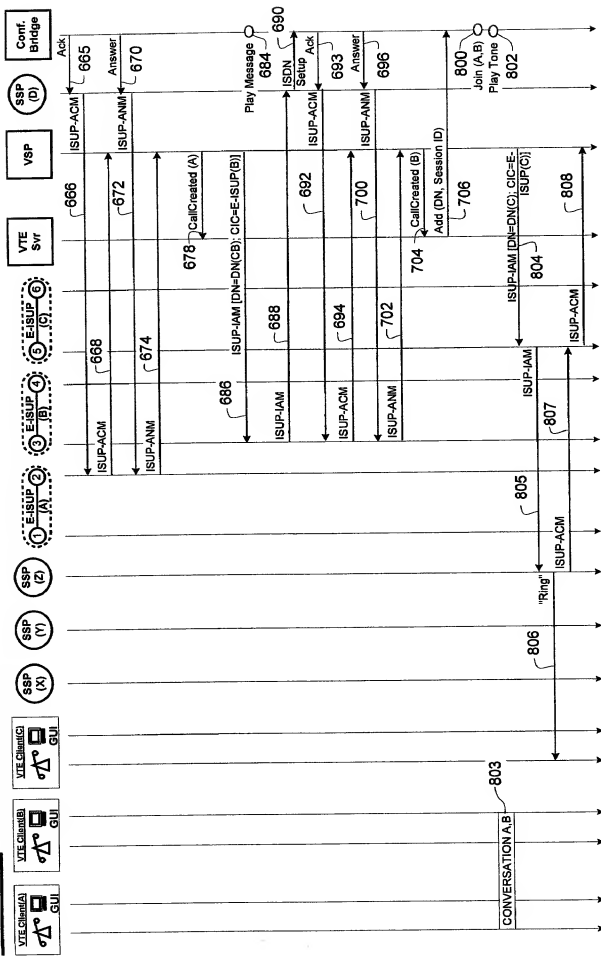 VTE Client(A)
GUI
VTE Client(B)
GUI
VTE Client(C)
GUI
SSP
(X)
SSP
(Y)
SSP
(Z)
1 E-ISUP 2
(A)
3 E-ISUP 4
(B)
5 E-ISUP 6
(C)
VTE
Svr
VSP
SSP
(D)
Conf.
Bridge
Ack
665
ISUP-ACM
666
ISUP-ACM
668
Answer
670
ISUP-ANM
672
ISUP-ANM
674
CallCreated (A)
678
Play Message
684
ISUP-IAM [DN=DN(CB); CIC=E-ISUP(B)]
686
ISUP-IAM
688
ISDN
Setup
690
Ack
693
ISUP-ACM
692
ISUP-ACM
694
Answer
696
ISUP-ANM
700
ISUP-ANM
702
CallCreated (B)
704
Add (DN, Session ID)
706
800
Join (A,B)
Play Tone
802
CONVERSATION A,B
803
ISUP-IAM [DN=DN(C); CIC=E-
ISUP(C)]
804
ISUP-IAM
805
"Ring"
806
ISUP-ACM
807
ISUP-ACM
808